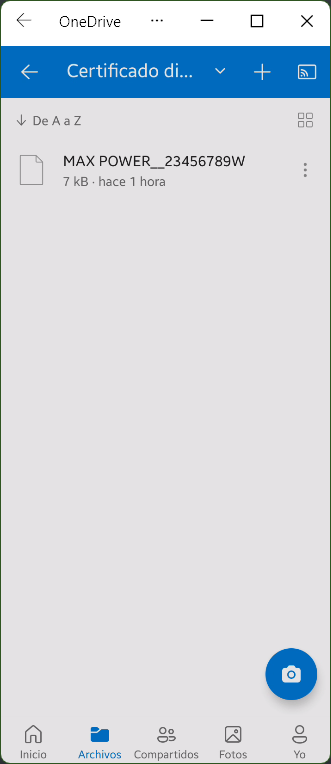 OneDrive
Certificado di...
De A a Z
MAX POWER__23456789W
7 kB · hace 1 hora
Inicio
Archivos
Compartidos
Fotos
Yo